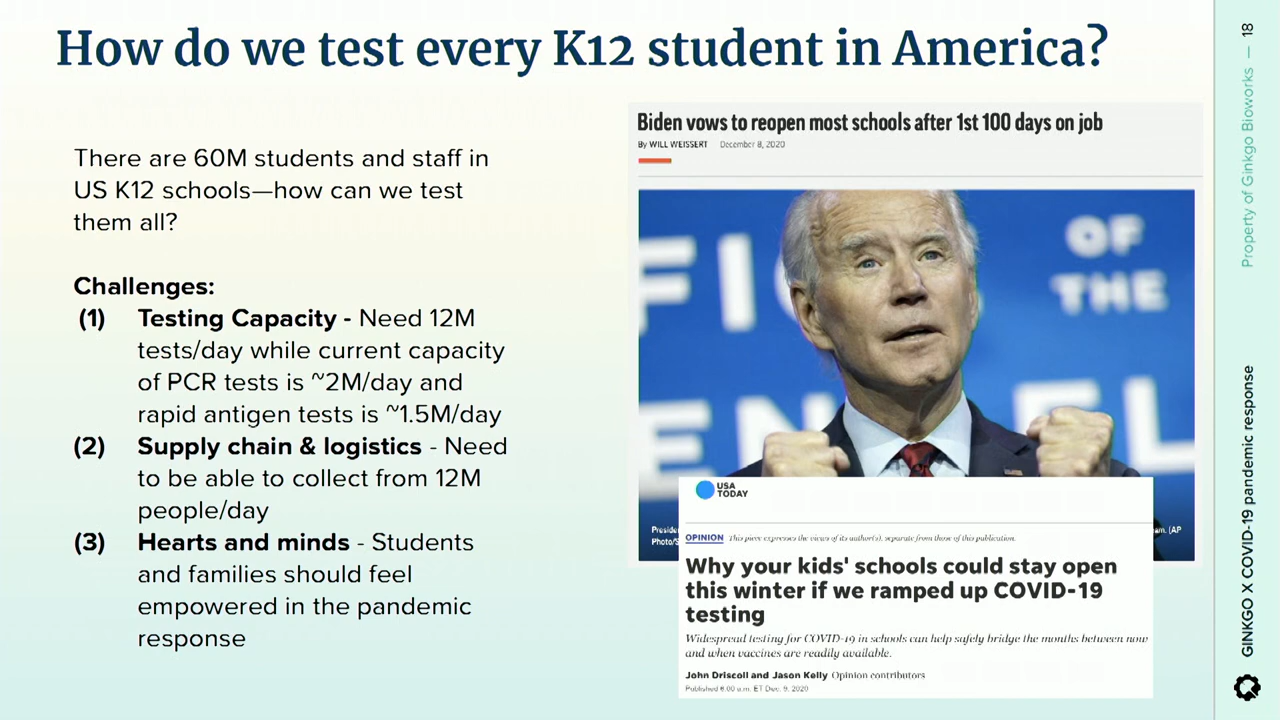 How do we test every K12 student in America?
There are 60M students and staff in
US K12 schools—how can we test
them all?
Challenges:
(1) Testing Capacity - Need 12M
tests/day while current capacity
of PCR tests is ~2M/day and
rapid antigen tests is ~1.5M/day
(2) Supply chain & logistics - Need
to be able to collect from 12M
people/day
(3) Hearts and minds - Students
and families should feel
empowered in the pandemic
response
Biden vows to reopen most schools after 1st 100 days on job
By WILL WEISSERT December 8, 2020
OF
THE
USA
TODAY
OPINION This piece expresses the views of its author(s), separate from those of this publication.
Why your kids' schools could stay open
this winter if we ramped up COVID-19
testing
Widespread testing for COVID-19 in schools can help safely bridge the months between now
and when vaccines are readily available.
John Driscoll and Jason Kelly Opinion contributors
Published 6:00 a.m. ET Dec. 9, 2020
GINKGO X COVID-19 pandemic response
Property of Ginkgo Bioworks — 18